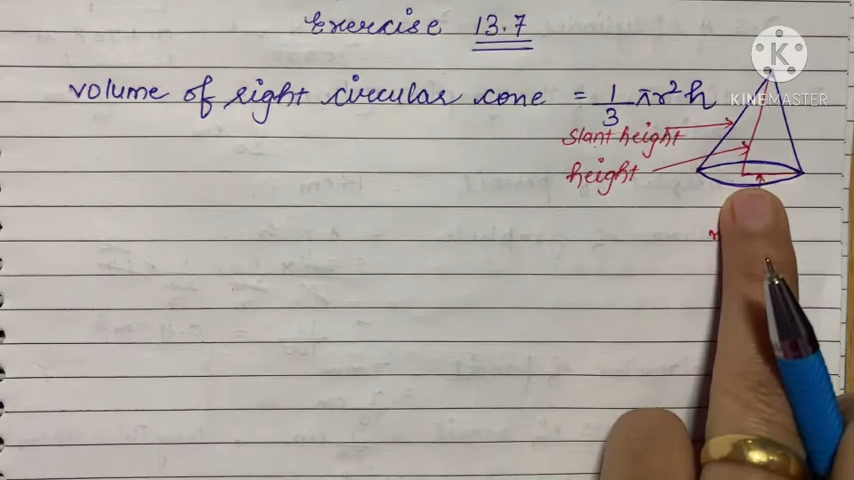 Exercise 13.7
volume of right circular cone = 1/3 πr²h
K
KINEMASTER
slant height
height